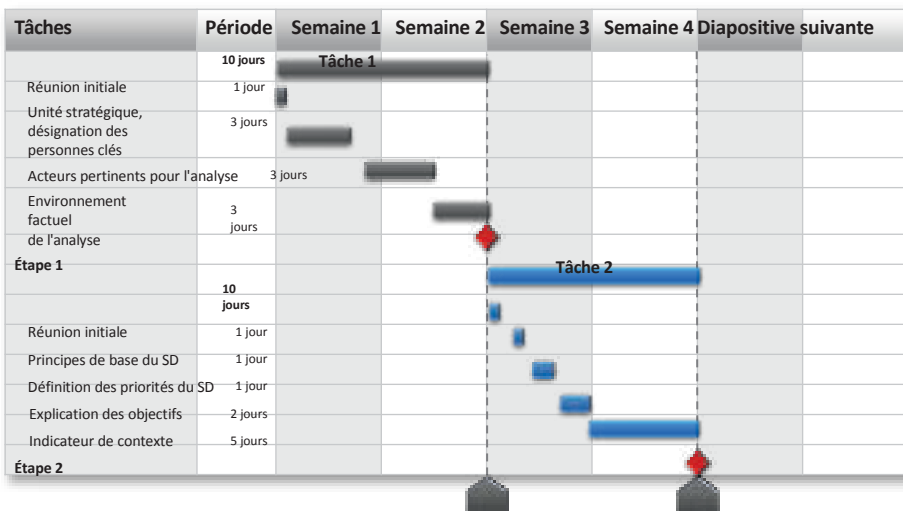 Tâches Période Semaine 1 Semaine 2 Semaine 3 Semaine 4 Diapositive suivante
10 jours Tâche 1
Réunion initiale 1 jour
Unité stratégique,
désignation des
personnes clés
3 jours
Acteurs pertinents pour l'analyse 3 jours
Environnement
factuel
de l'analyse
3
jours
Étape 1
Tâche 2
10
jours
Réunion initiale 1 jour
Principes de base du SD 1 jour
Définition des priorités du SD 1 jour
Explication des objectifs 2 jours
Indicateur de contexte 5 jours
Étape 2